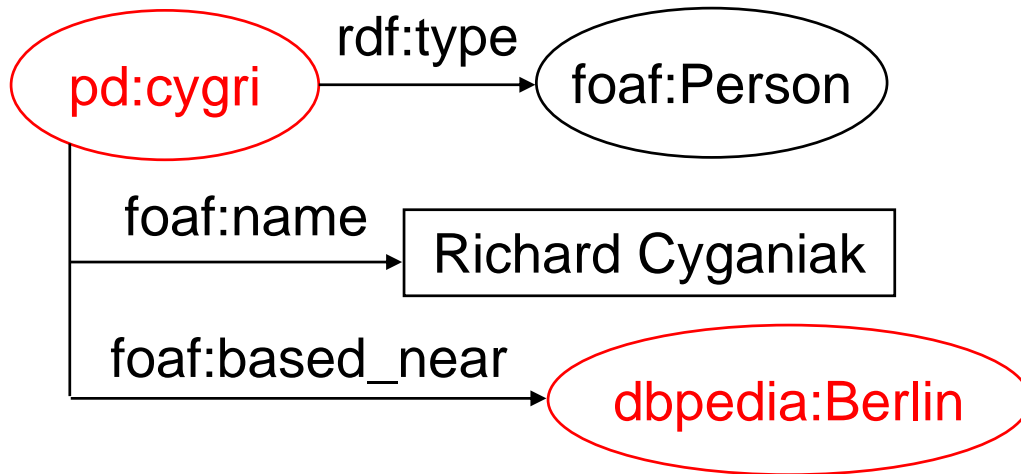 rdf:type
pd:cygri
foaf:Person
foaf:name
Richard Cyganiak
foaf:based_near
dbpedia:Berlin